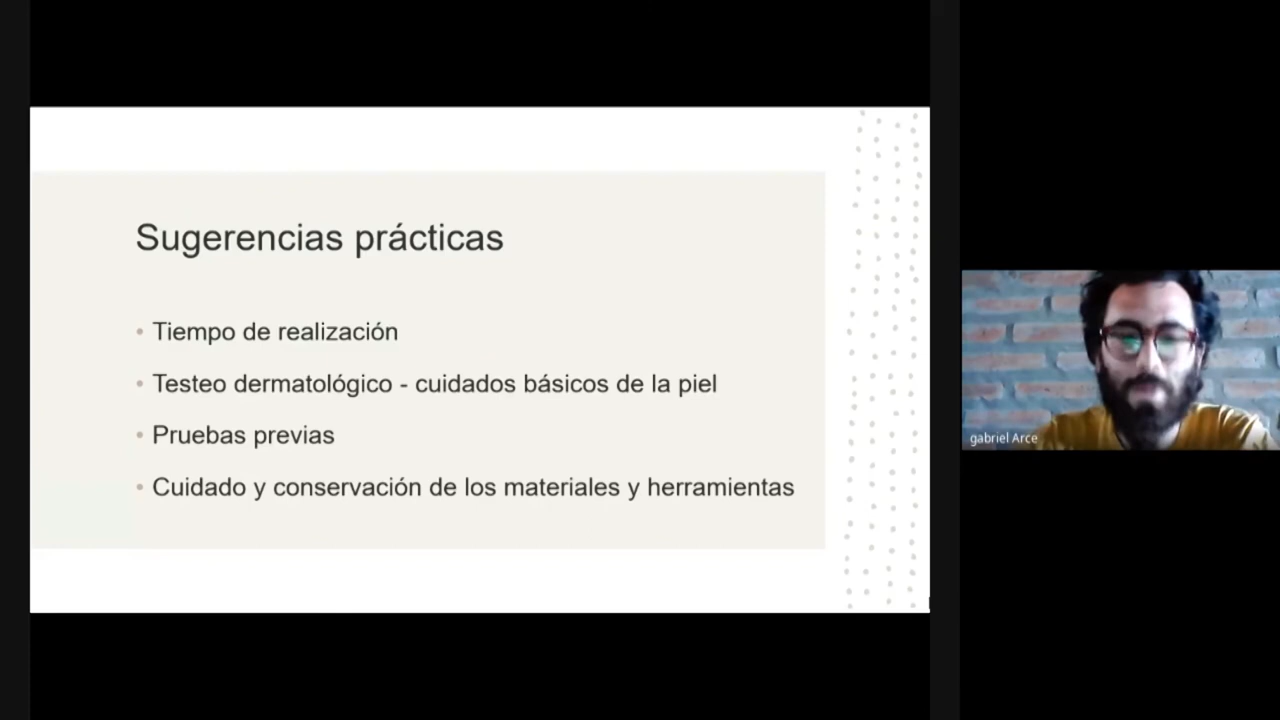 Sugerencias prácticas
• Tiempo de realización
• Testeo dermatológico - cuidados básicos de la piel
• Pruebas previas
• Cuidado y conservación de los materiales y herramientas
gabriel Arce